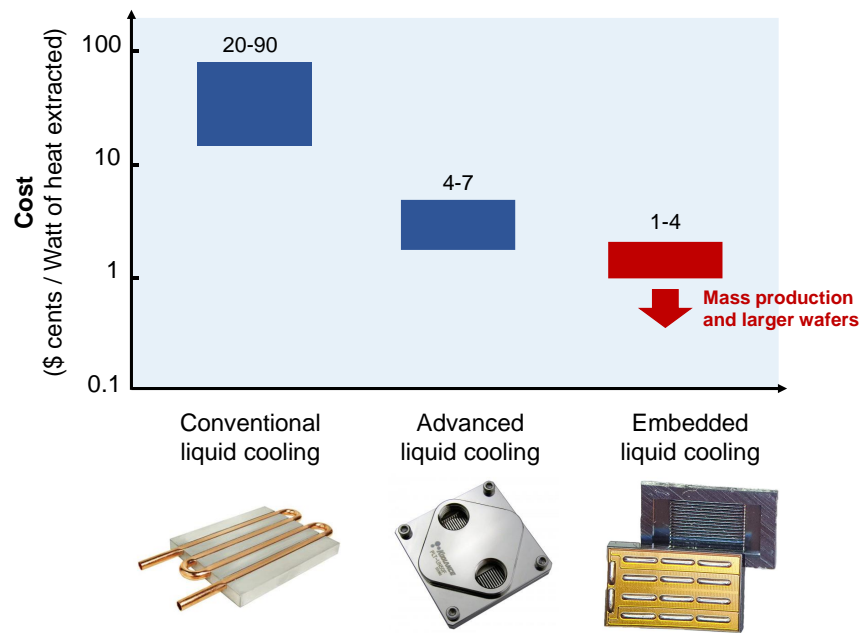 100
10
1
0.1
Cost
($ cents / Watt of heat extracted)
20-90
4-7
1-4
Mass production
and larger wafers
Conventional
liquid cooling
Advanced
liquid cooling
Embedded
liquid cooling